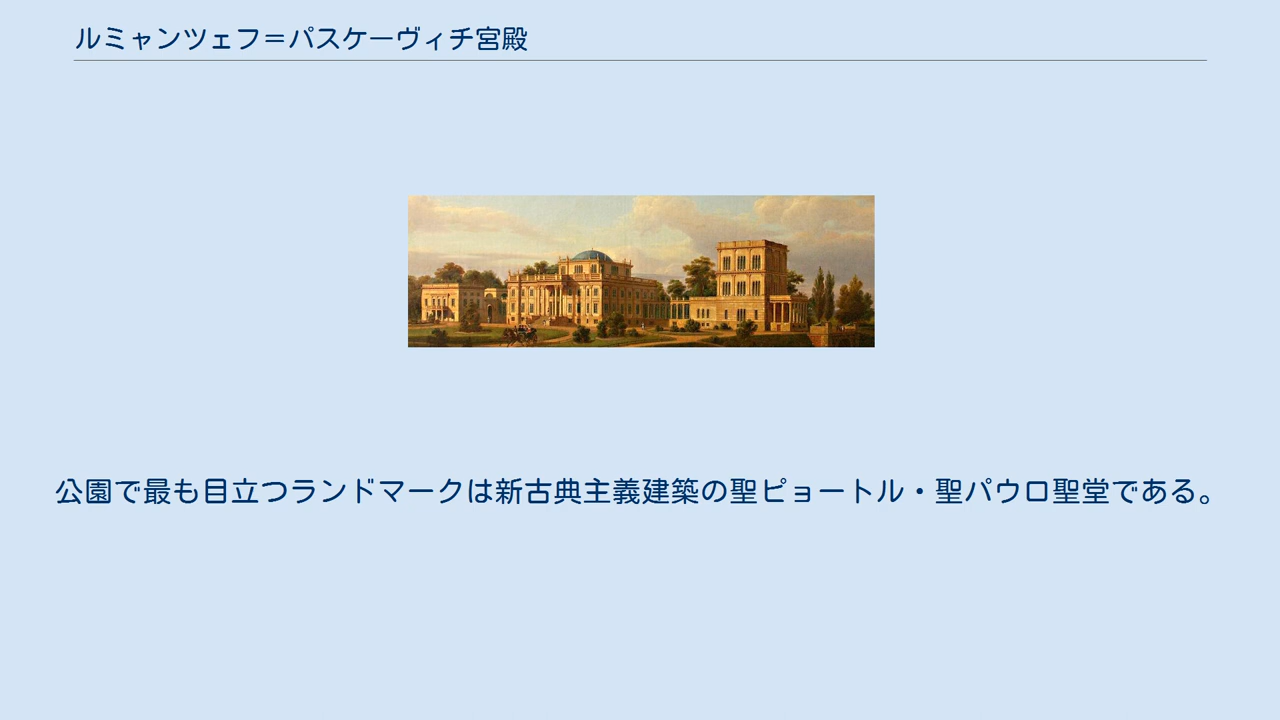 ルミャンツェフ＝パスケーヴィチ宮殿
公園で最も目立つランドマークは新古典主義建築の聖ピョートル・聖パウロ聖堂である。